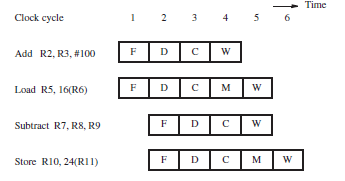 Time
Clock cycle 1 2 3 4 5 6
Add R2, R3, #100 F D C W
Load R5, 16(R6) F D C M W
Subtract R7, R8, R9 F D C W
Store R10, 24(R11) F D C M W